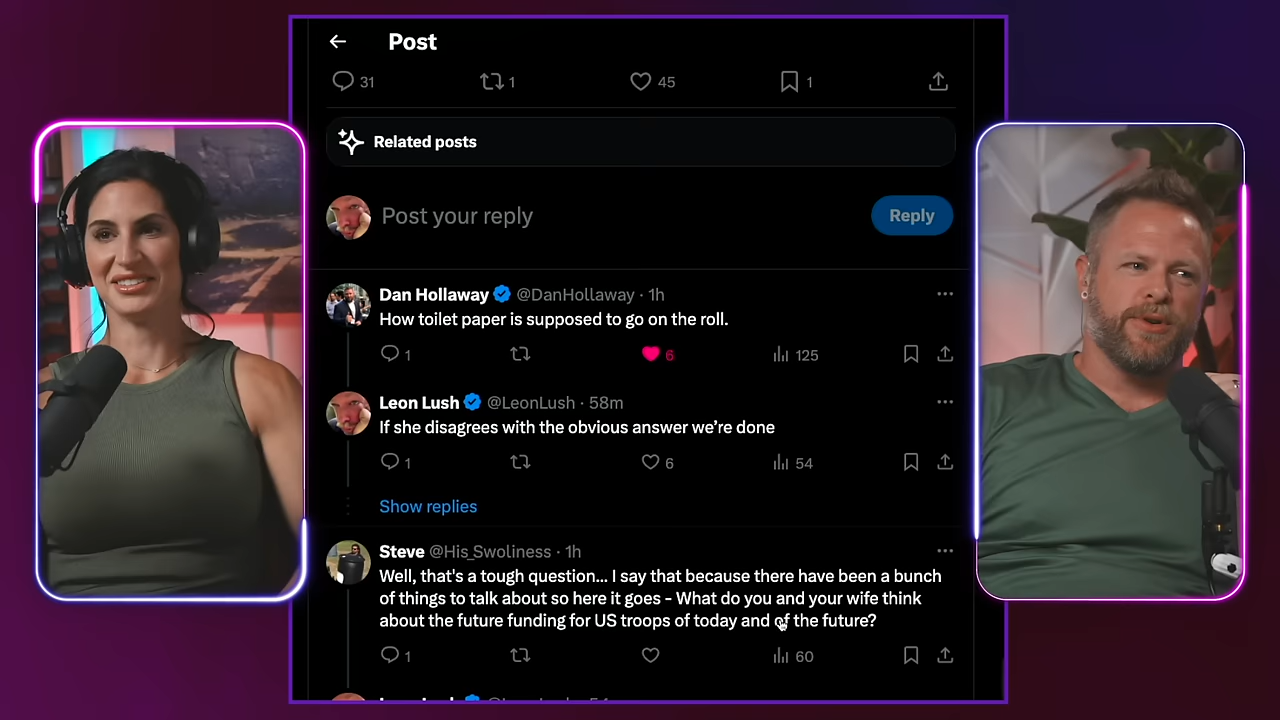 Post
31
1
45
1
Related posts
Post your reply
Reply
Dan Hollaway @DanHollaway · 1h
How toilet paper is supposed to go on the roll.
1
6
125
Leon Lush @LeonLush · 58m
If she disagrees with the obvious answer we’re done
1
6
54
Show replies
Steve @His_Swoliness · 1h
Well, that's a tough question... I say that because there have been a bunch
of things to talk about so here it goes - What do you and your wife think
about the future funding for US troops of today and of the future?
1
60